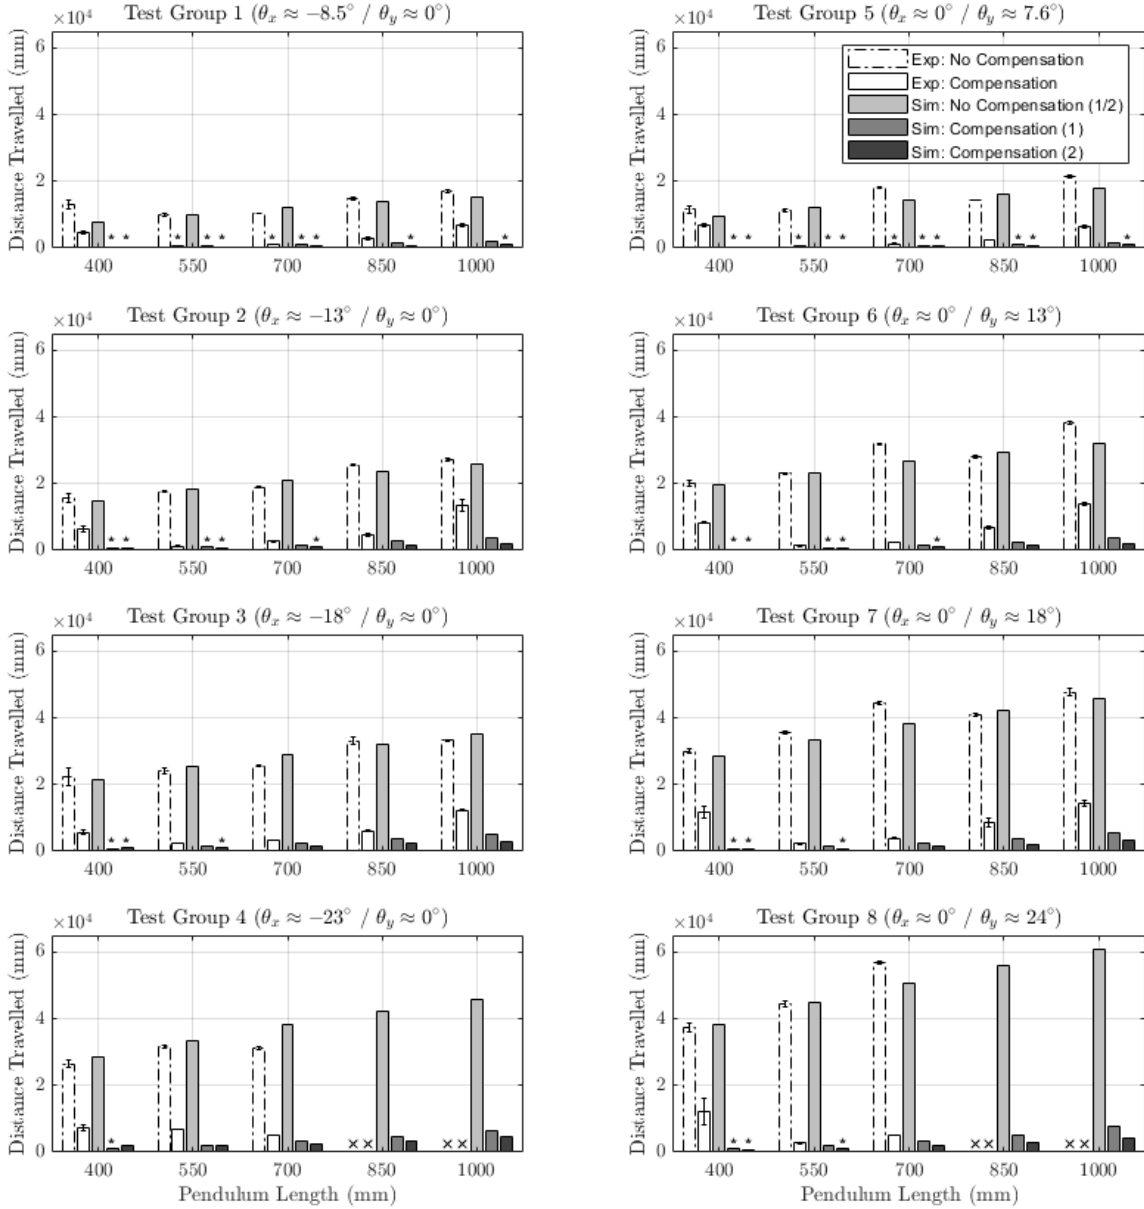 Test Group 1 (θx ≈ −8.5° / θy ≈ 0°)
×10⁴
Distance Travelled (mm)
6
4
2
0
* * * * * * * * * *
400 550 700 850 1000
Test Group 5 (θx ≈ 0° / θy ≈ 7.6°)
×10⁴
Distance Travelled (mm)
6
4
2
0
Exp: No Compensation
Exp: Compensation
Sim: No Compensation (1/2)
Sim: Compensation (1)
Sim: Compensation (2)
* * * * * * * * * * *
400 550 700 850 1000
Test Group 2 (θx ≈ −13° / θy ≈ 0°)
×10⁴
Distance Travelled (mm)
6
4
2
0
* * * * *
400 550 700 850 1000
Test Group 6 (θx ≈ 0° / θy ≈ 13°)
×10⁴
Distance Travelled (mm)
6
4
2
0
* * * * *
400 550 700 850 1000
Test Group 3 (θx ≈ −18° / θy ≈ 0°)
×10⁴
Distance Travelled (mm)
6
4
2
0
* * *
400 550 700 850 1000
Test Group 7 (θx ≈ 0° / θy ≈ 18°)
×10⁴
Distance Travelled (mm)
6
4
2
0
* * *
400 550 700 850 1000
Test Group 4 (θx ≈ −23° / θy ≈ 0°)
×10⁴
Distance Travelled (mm)
6
4
2
0
* × × × ×
400 550 700 850 1000
Pendulum Length (mm)
Test Group 8 (θx ≈ 0° / θy ≈ 24°)
×10⁴
Distance Travelled (mm)
6
4
2
0
* * * × × × ×
400 550 700 850 1000
Pendulum Length (mm)